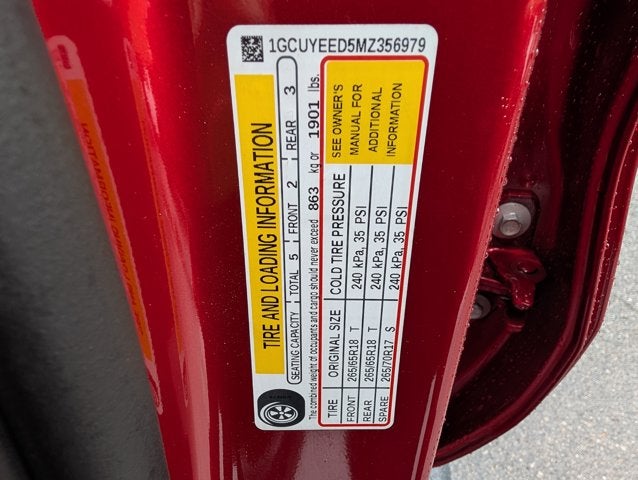 1GCUYEED5MZ356979
TIRE AND LOADING INFORMATION
SEATING CAPACITY TOTAL 5 FRONT 2 REAR 3
The combined weight of occupants and cargo should never exceed 863 kg or 1901 lbs.
TIRE ORIGINAL SIZE COLD TIRE PRESSURE
FRONT 265/65R18 T 240 kPa, 35 PSI
REAR 265/65R18 T 240 kPa, 35 PSI
SPARE 265/70R17 S 240 kPa, 35 PSI
SEE OWNER'S
MANUAL FOR
ADDITIONAL
INFORMATION